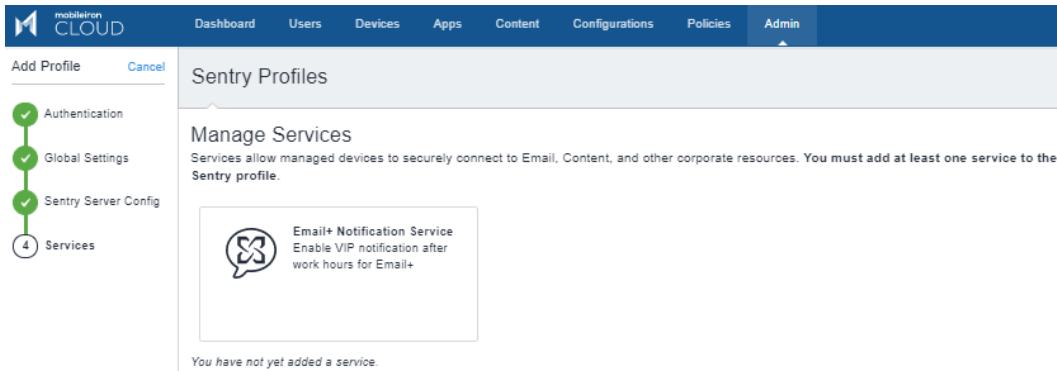 mobileiron
CLOUD
Dashboard Users Devices Apps Content Configurations Policies Admin
Add Profile Cancel
Authentication
Global Settings
Sentry Server Config
4 Services
Sentry Profiles
Manage Services
Services allow managed devices to securely connect to Email, Content, and other corporate resources. You must add at least one service to the
Sentry profile.
Email+ Notification Service
Enable VIP notification after
work hours for Email+
You have not yet added a service.